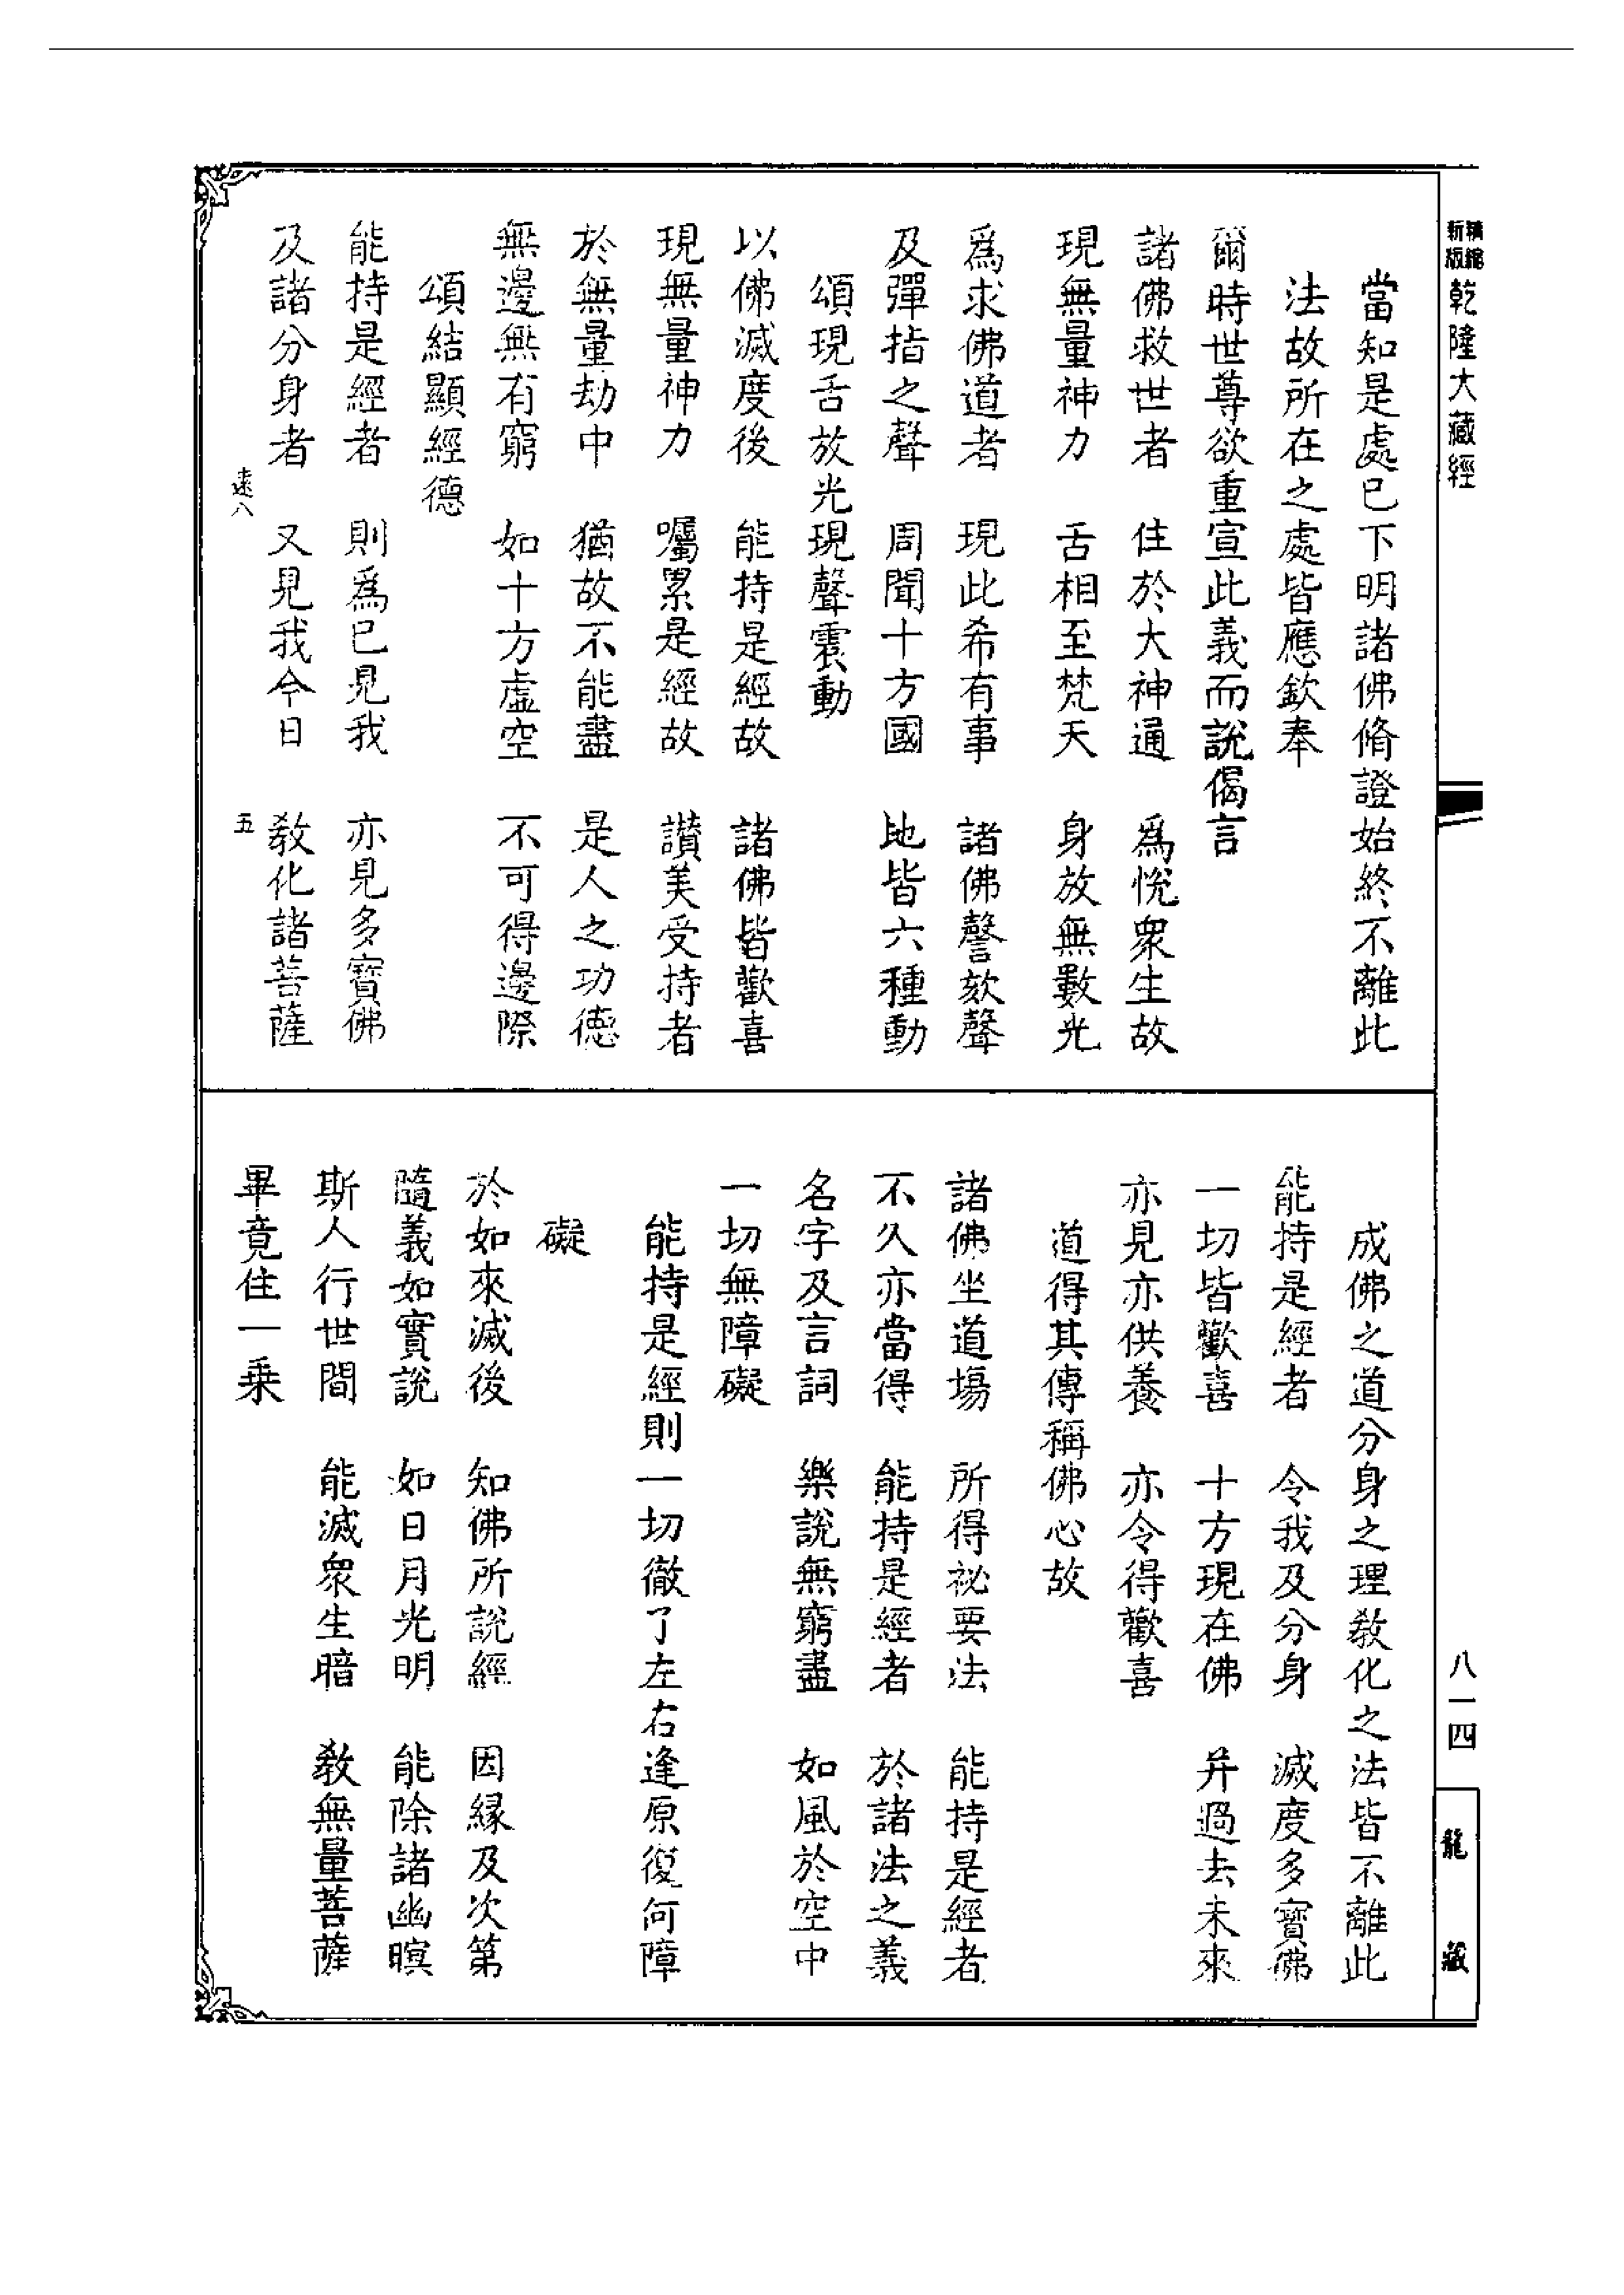 新版精縮乾隆大藏經
當知是處已下明諸佛脩證始終不離此
法故所在之處皆應欽奉
爾時世尊欲重宣此義而說偈言
諸佛救世者　住於大神通　爲悅衆生故
現無量神力　舌相至梵天　身放無數光
爲求佛道者　現此希有事　諸佛謦欬聲
及彈指之聲　周聞十方國　地皆六種動
頌現舌放光現聲震動
以佛滅度後　能持是經故　諸佛皆歡喜
現無量神力　囑累是經故　讚美受持者
於無量劫中　猶故不能盡　是人之功德
無邊無有窮　如十方虛空　不可得邊際
頌結顯經德
能持是經者　則爲已見我　亦見多寶佛
及諸分身者　又見我今日　教化諸菩薩
五
成佛之道分身之理教化之法皆不離此
能持是經者　令我及分身　滅度多寶佛
一切皆歡喜　十方現在佛　并過去未來
亦見亦供養　亦令得歡喜
道得其傳稱佛心故
諸佛坐道場　所得祕要法　能持是經者
不久亦當得　能持是經者　於諸法之義
名字及言詞　樂說無窮盡　如風於空中
一切無障礙
能持是經則一切徹了左右逢原復何障
礙
於如來滅後　知佛所說經　因緣及次第
隨義如實說　如日月光明　能除諸幽暝
斯人行世間　能滅衆生暗　教無量菩薩
畢竟住一乗
八一四
龍藏